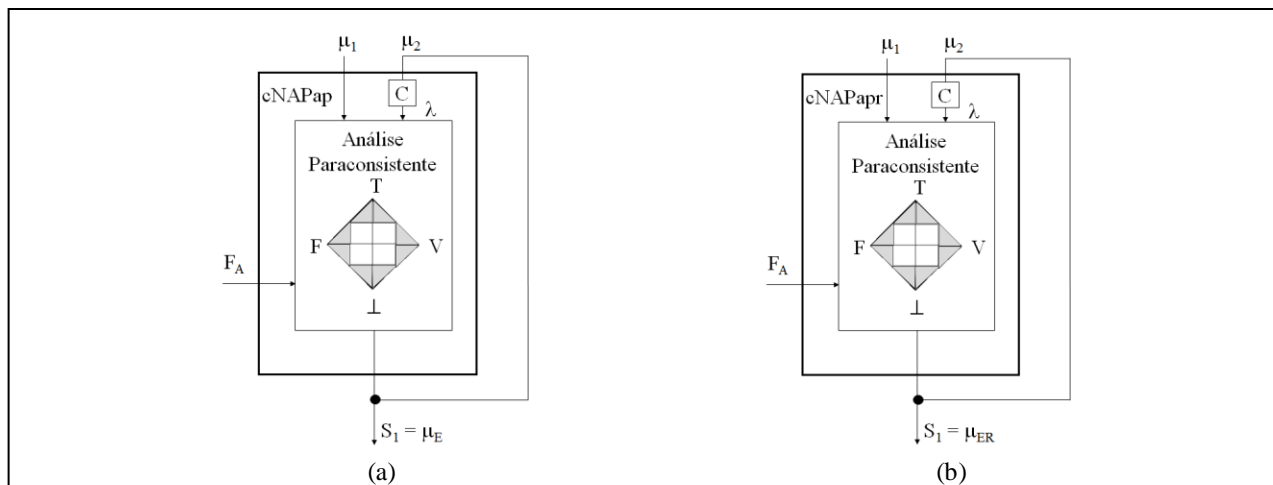 μ1 μ2
cNAPap
C
λ
Análise
Paraconsistente
T
F V
FA
⊥
S1 = μE
(a)
μ1 μ2
cNAPapr
C
λ
Análise
Paraconsistente
T
F V
FA
⊥
S1 = μER
(b)